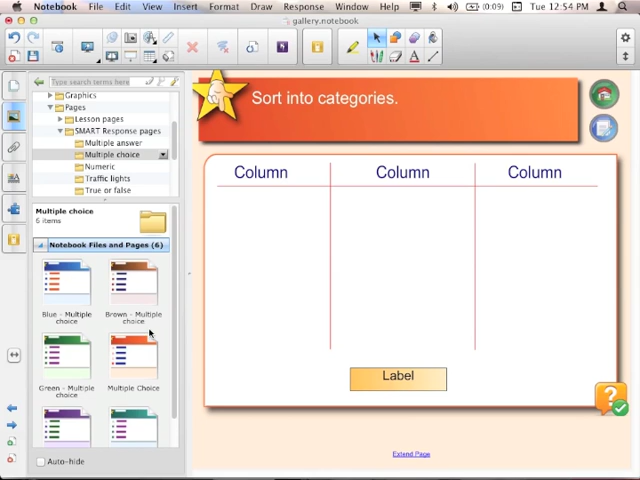 Notebook File Edit View Insert Format Draw Response Window (0:09) Tue 12:54 PM
gallery.notebook
Type search terms here
Graphics
Pages
Lesson pages
SMART Response pages
Multiple answer
Multiple choice
Numeric
Traffic lights
True or false
Multiple choice
6 items
Notebook Files and Pages (6)
Blue - Multiple choice
Brown - Multiple choice
Green - Multiple choice
Multiple Choice
Auto-hide
Sort into categories.
Column Column Column
Label
Extend Page